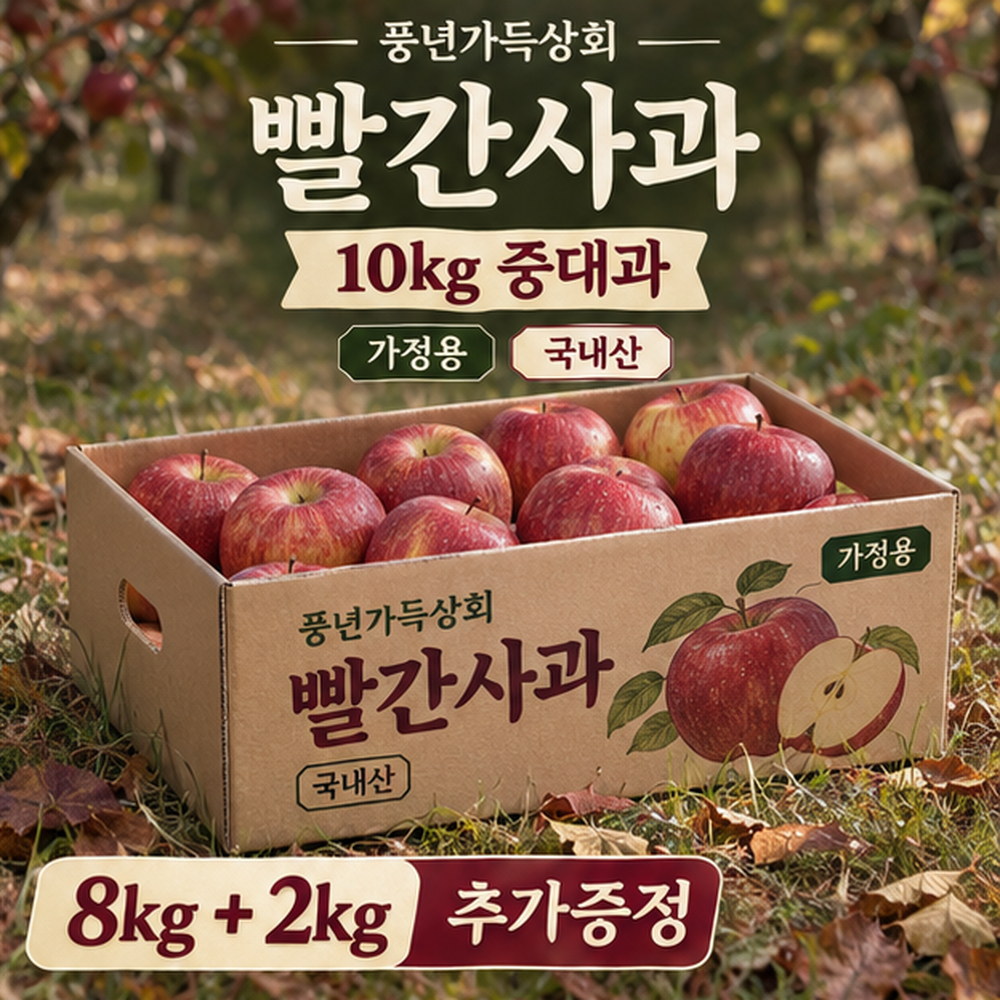 풍년가득상회
빨간사과
10kg 중대과
가정용 국내산
가정용
풍년가득상회
빨간사과
국내산
8kg + 2kg 추가증정